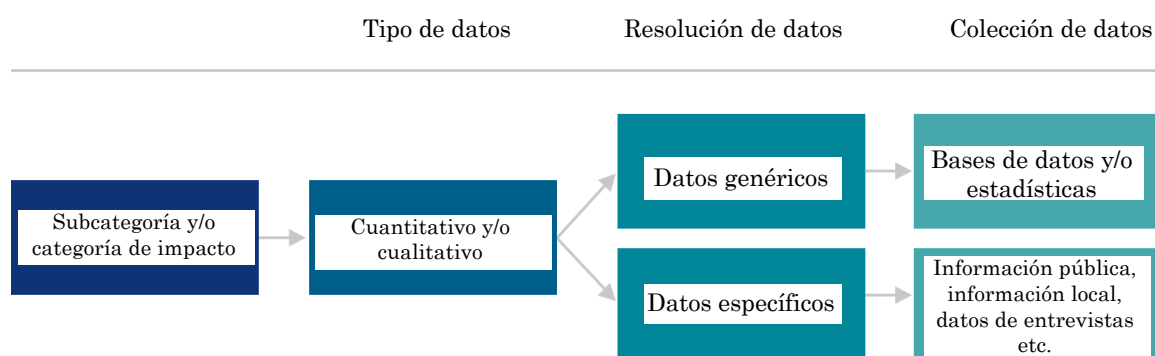 Tipo de datos
Resolución de datos
Colección de datos
Subcategoría y/o
categoría de impacto
Cuantitativo y/o
cualitativo
Datos genéricos
Bases de datos y/o
estadísticas
Datos específicos
Información pública,
información local,
datos de entrevistas
etc.